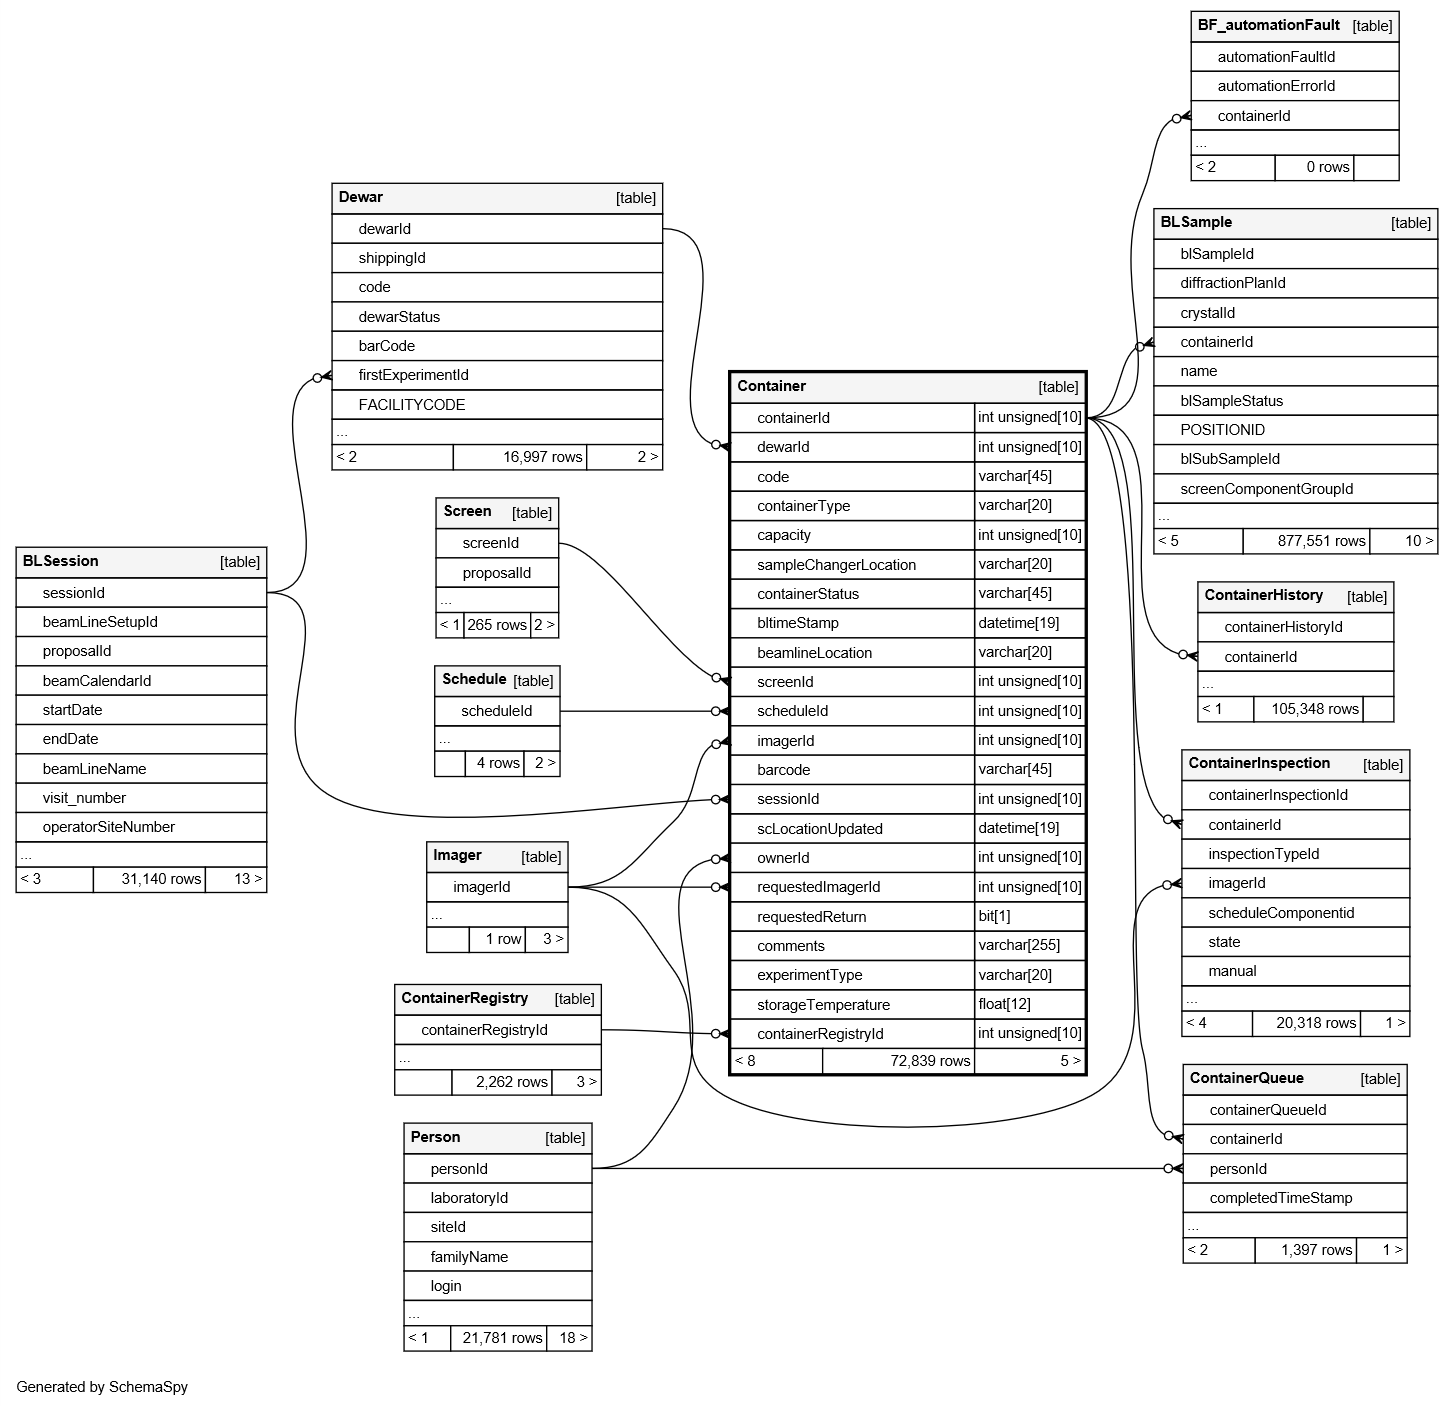 BF_automationFault [table]
automationFaultId
automationErrorId
containerId
...
< 2 0 rows
Dewar [table]
dewarId
shippingId
code
dewarStatus
barCode
firstExperimentId
FACILITYCODE
...
< 2 16,997 rows 2 >
BLSample [table]
blSampleId
diffractionPlanId
crystalId
containerId
name
blSampleStatus
POSITIONID
blSubSampleId
screenComponentGroupId
...
< 5 877,551 rows 10 >
Container [table]
containerId int unsigned[10]
dewarId int unsigned[10]
code varchar[45]
containerType varchar[20]
capacity int unsigned[10]
sampleChangerLocation varchar[20]
containerStatus varchar[45]
bltimeStamp datetime[19]
beamlineLocation varchar[20]
screenId int unsigned[10]
scheduleId int unsigned[10]
imagerId int unsigned[10]
barcode varchar[45]
sessionId int unsigned[10]
scLocationUpdated datetime[19]
ownerId int unsigned[10]
requestedImagerId int unsigned[10]
requestedReturn bit[1]
comments varchar[255]
experimentType varchar[20]
storageTemperature float[12]
containerRegistryId int unsigned[10]
< 8 72,839 rows 5 >
Screen [table]
screenId
proposalId
...
< 1 265 rows 2 >
BLSession [table]
sessionId
beamLineSetupId
proposalId
beamCalendarId
startDate
endDate
beamLineName
visit_number
operatorSiteNumber
...
< 3 31,140 rows 13 >
Schedule [table]
scheduleId
...
4 rows 2 >
Imager [table]
imagerId
...
1 row 3 >
ContainerRegistry [table]
containerRegistryId
...
2,262 rows 3 >
Person [table]
personId
laboratoryId
siteId
familyName
login
...
< 1 21,781 rows 18 >
ContainerHistory [table]
containerHistoryId
containerId
...
< 1 105,348 rows
ContainerInspection [table]
containerInspectionId
containerId
inspectionTypeId
imagerId
scheduleComponentid
state
manual
...
< 4 20,318 rows 1 >
ContainerQueue [table]
containerQueueId
containerId
personId
completedTimeStamp
...
< 2 1,397 rows 1 >
Generated by SchemaSpy